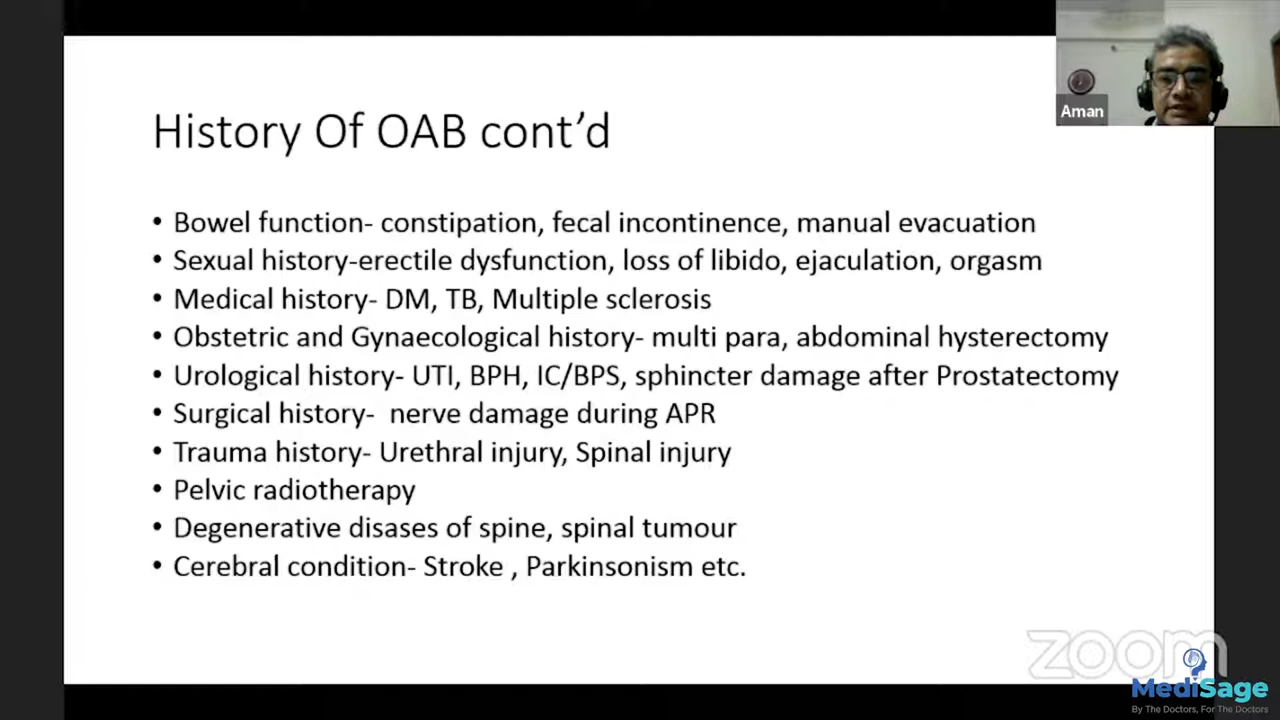 Aman
History Of OAB cont’d
• Bowel function- constipation, fecal incontinence, manual evacuation
• Sexual history-erectile dysfunction, loss of libido, ejaculation, orgasm
• Medical history- DM, TB, Multiple sclerosis
• Obstetric and Gynaecological history- multi para, abdominal hysterectomy
• Urological history- UTI, BPH, IC/BPS, sphincter damage after Prostatectomy
• Surgical history- nerve damage during APR
• Trauma history- Urethral injury, Spinal injury
• Pelvic radiotherapy
• Degenerative disases of spine, spinal tumour
• Cerebral condition- Stroke , Parkinsonism etc.
zoom
MediSage
By The Doctors, For The Doctors